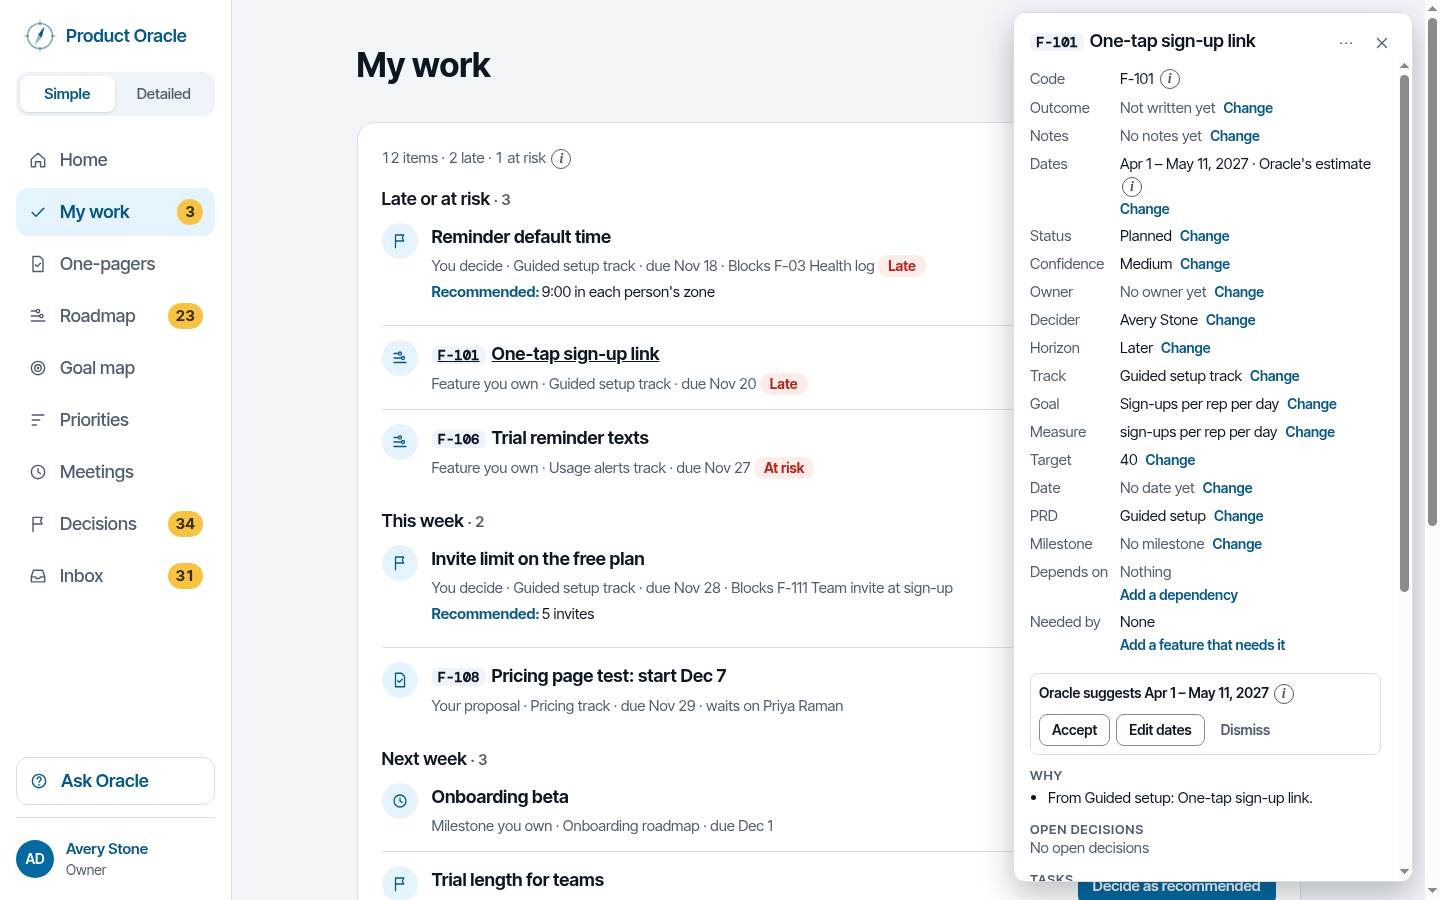 Product Oracle
Simple
Detailed
Home
My work
3
One-pagers
Roadmap
23
Goal map
Priorities
Meetings
Decisions
34
Inbox
31
Ask Oracle
AD
Avery Stone
Owner
My work
12 items · 2 late · 1 at risk i
Late or at risk · 3
Reminder default time
You decide · Guided setup track · due Nov 18 · Blocks F-03 Health log Late
Recommended: 9:00 in each person's zone
F-101 One-tap sign-up link
Feature you own · Guided setup track · due Nov 20 Late
F-106 Trial reminder texts
Feature you own · Usage alerts track · due Nov 27 At risk
This week · 2
Invite limit on the free plan
You decide · Guided setup track · due Nov 28 · Blocks F-111 Team invite at sign-up
Recommended: 5 invites
F-108 Pricing page test: start Dec 7
Your proposal · Pricing track · due Nov 29 · waits on Priya Raman
Next week · 3
Onboarding beta
Milestone you own · Onboarding roadmap · due Dec 1
Trial length for teams
Decide as recommended
F-101 One-tap sign-up link
Code F-101 i
Outcome Not written yet Change
Notes No notes yet Change
Dates Apr 1 – May 11, 2027 · Oracle's estimate
i
Change
Status Planned Change
Confidence Medium Change
Owner No owner yet Change
Decider Avery Stone Change
Horizon Later Change
Track Guided setup track Change
Goal Sign-ups per rep per day Change
Measure sign-ups per rep per day Change
Target 40 Change
Date No date yet Change
PRD Guided setup Change
Milestone No milestone Change
Depends on Nothing
Add a dependency
Needed by None
Add a feature that needs it
Oracle suggests Apr 1 – May 11, 2027 i
Accept Edit dates Dismiss
WHY
• From Guided setup: One-tap sign-up link.
OPEN DECISIONS
No open decisions
TASKS